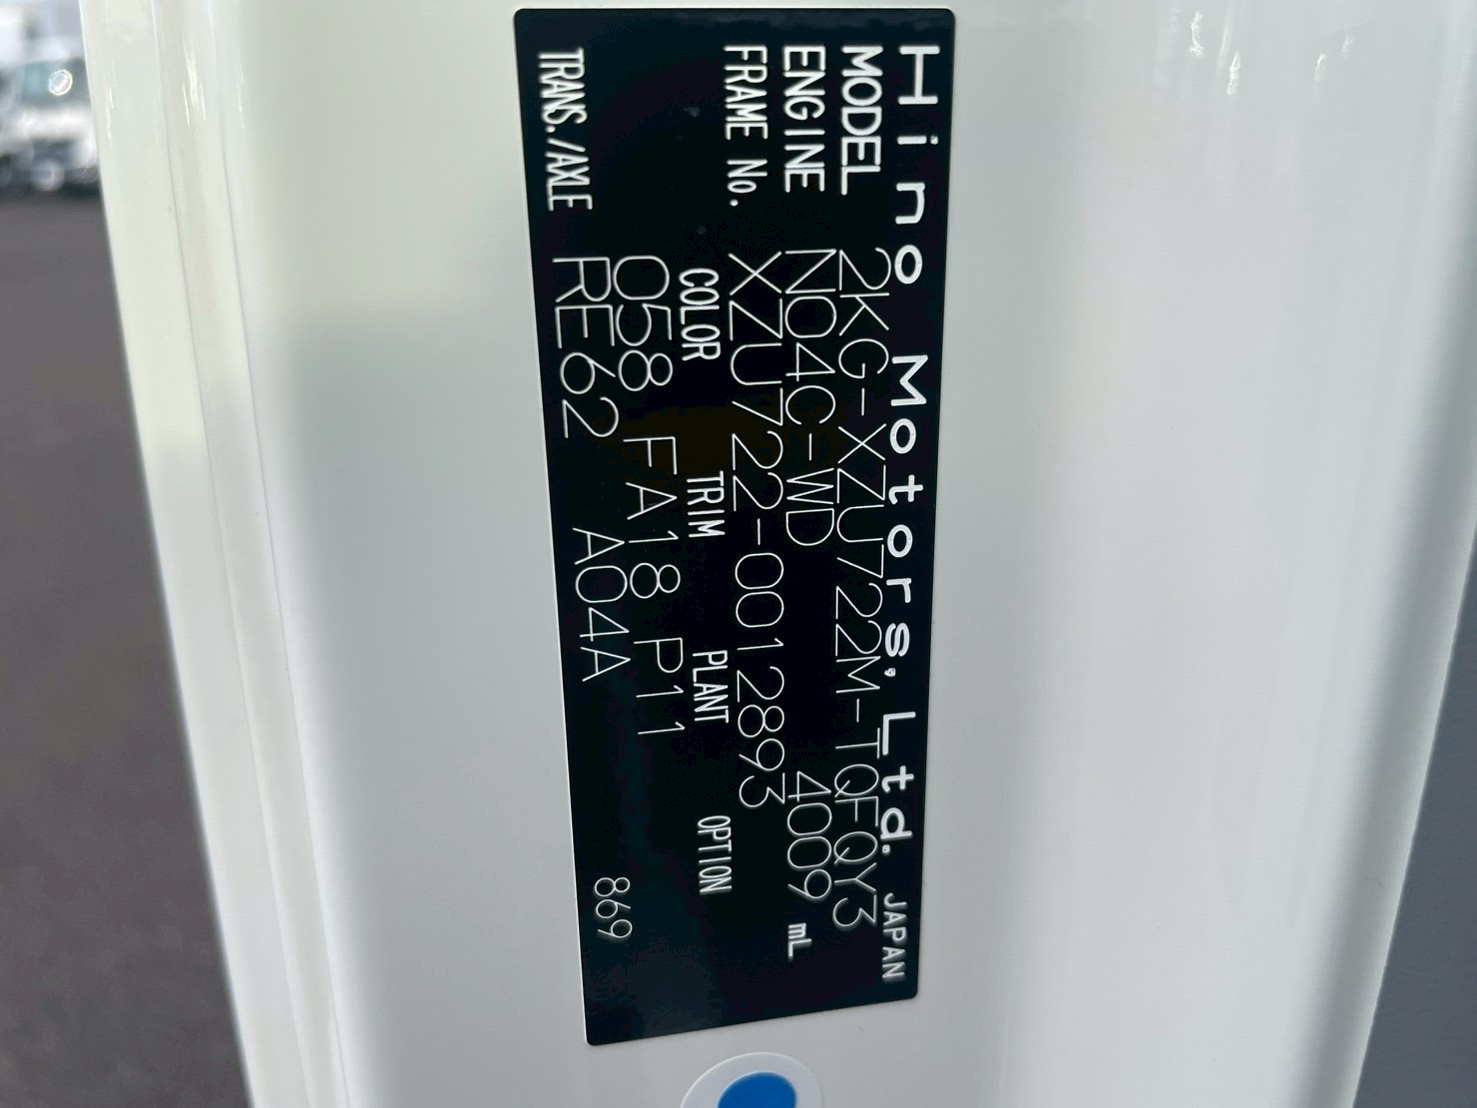 Hino Motors, Ltd. JAPAN
MODEL 2KG-XZU722M-TQFQY3
ENGINE N04C-WD 4009 mL
FRAME No. XZU722-0012893
COLOR TRIM PLANT OPTION
058 FA18 P11
TRANS./AXLE RE62 A04A 869